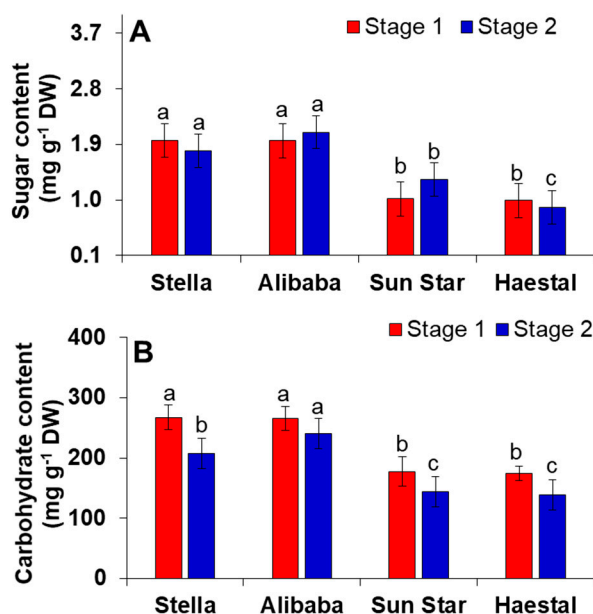 A
Stage 1 Stage 2
Sugar content
(mg g-1 DW)
3.7
2.8
1.9
1.0
0.1
a a a a b b b c
Stella Alibaba Sun Star Haestal
B
Stage 1 Stage 2
Carbohydrate content
(mg g-1 DW)
400
300
200
100
0
a b a a b c b c
Stella Alibaba Sun Star Haestal